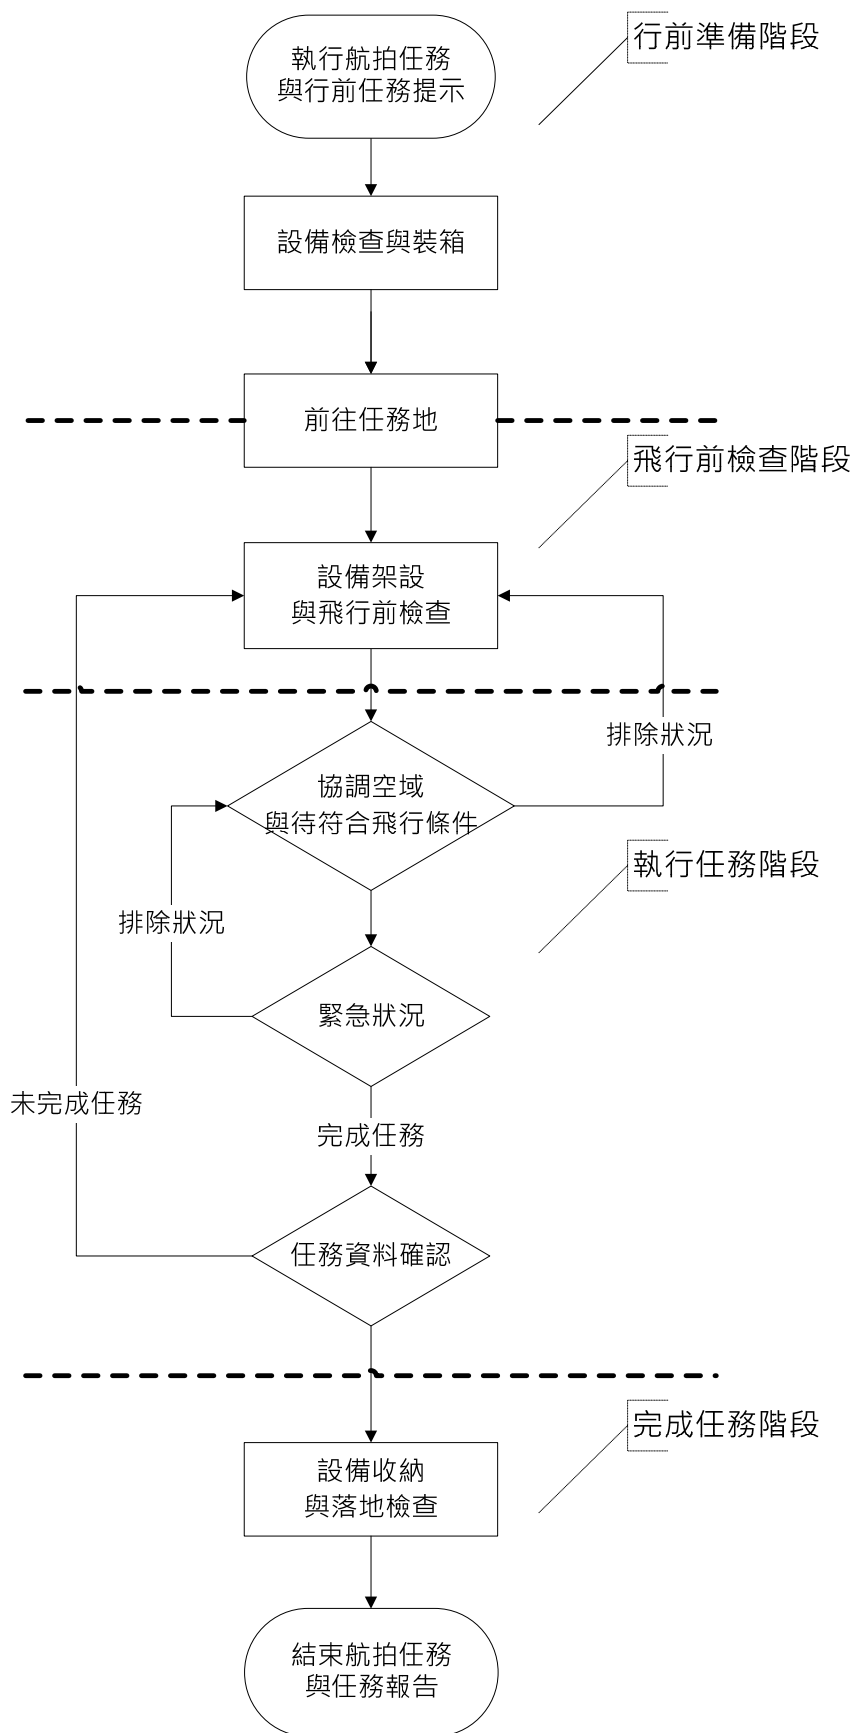 行前準備階段
執行航拍任務
與行前任務提示
設備檢查與裝箱
前往任務地
飛行前檢查階段
設備架設
與飛行前檢查
排除狀況
協調空域
與待符合飛行條件
執行任務階段
排除狀況
緊急狀況
未完成任務
完成任務
任務資料確認
完成任務階段
設備收納
與落地檢查
結束航拍任務
與任務報告